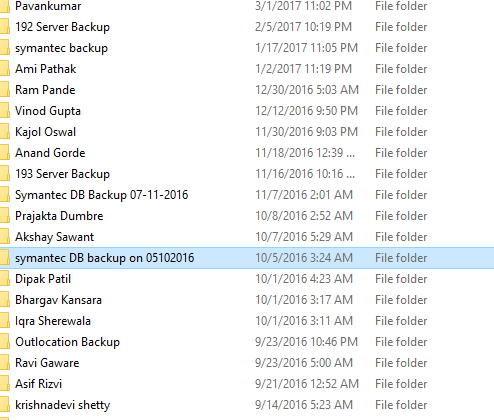 Pavankumar 3/1/2017 11:02 PM File folder
192 Server Backup 2/5/2017 10:19 PM File folder
symantec backup 1/17/2017 11:05 PM File folder
Ami Pathak 1/2/2017 11:19 PM File folder
Ram Pande 12/30/2016 5:03 AM File folder
Vinod Gupta 12/12/2016 9:50 PM File folder
Kajol Oswal 11/30/2016 9:03 PM File folder
Anand Gorde 11/18/2016 12:39 ... File folder
193 Server Backup 11/16/2016 10:16 ... File folder
Symantec DB Backup 07-11-2016 11/7/2016 2:01 AM File folder
Prajakta Dumbre 10/8/2016 2:52 AM File folder
Akshay Sawant 10/7/2016 5:29 AM File folder
symantec DB backup on 05102016 10/5/2016 3:24 AM File folder
Dipak Patil 10/1/2016 4:23 AM File folder
Bhargav Kansara 10/1/2016 3:17 AM File folder
Iqra Sherewala 10/1/2016 3:11 AM File folder
Outlocation Backup 9/23/2016 10:46 PM File folder
Ravi Gaware 9/23/2016 5:00 AM File folder
Asif Rizvi 9/21/2016 12:52 AM File folder
krishnadevi shetty 9/14/2016 5:23 AM File folder